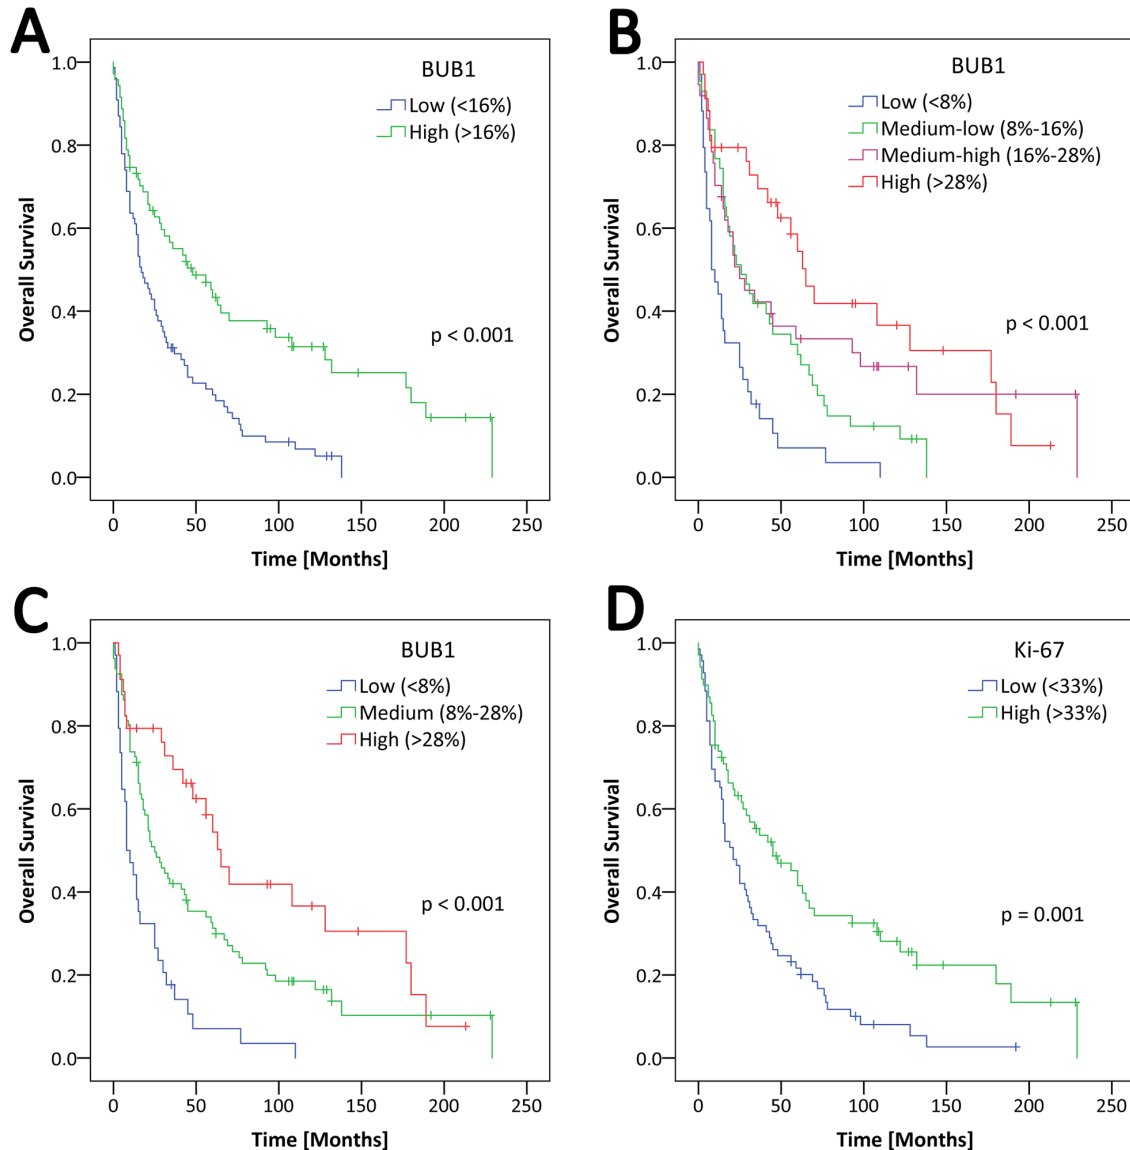 A
BUB1
Low (<16%)
High (>16%)
1.0
0.8
0.6
0.4
0.2
0.0
Overall Survival
p < 0.001
0 50 100 150 200 250
Time [Months]
B
BUB1
Low (<8%)
Medium-low (8%-16%)
Medium-high (16%-28%)
High (>28%)
1.0
0.8
0.6
0.4
0.2
0.0
Overall Survival
p < 0.001
0 50 100 150 200 250
Time [Months]
C
BUB1
Low (<8%)
Medium (8%-28%)
High (>28%)
1.0
0.8
0.6
0.4
0.2
0.0
Overall Survival
p < 0.001
0 50 100 150 200 250
Time [Months]
D
Ki-67
Low (<33%)
High (>33%)
1.0
0.8
0.6
0.4
0.2
0.0
Overall Survival
p = 0.001
0 50 100 150 200 250
Time [Months]